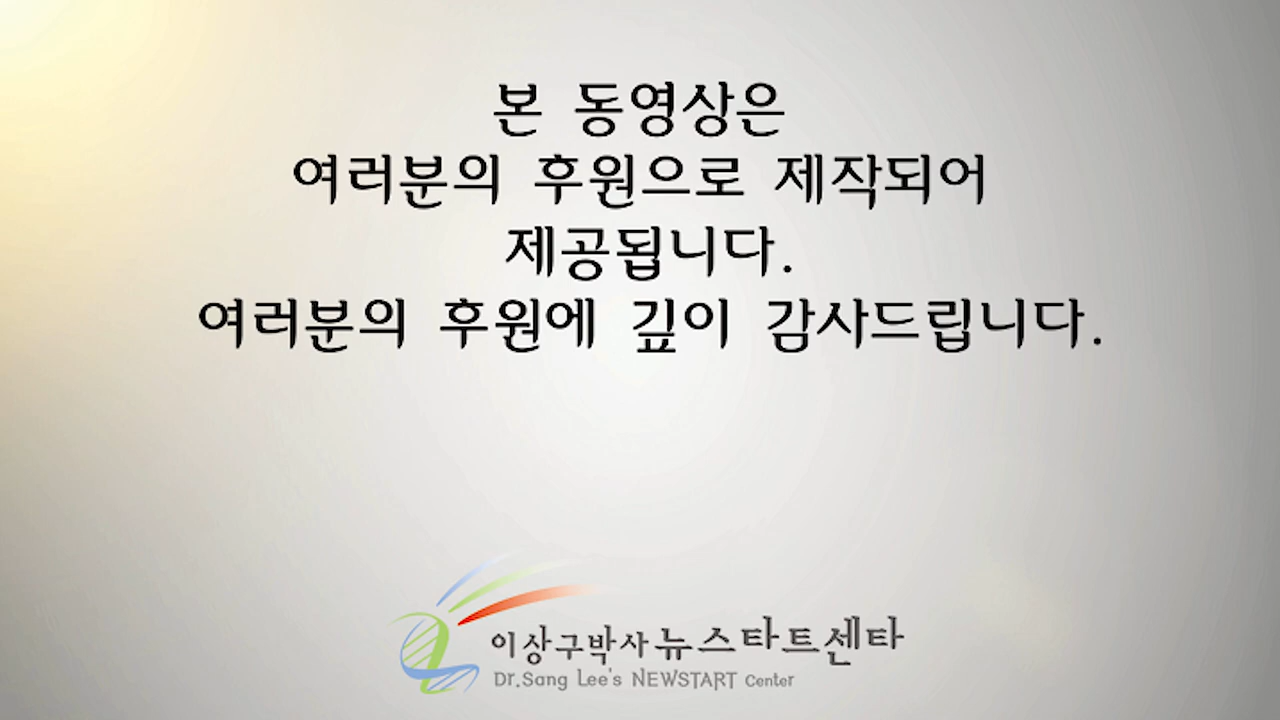 본 동영상은
여러분의 후원으로 제작되어
제공됩니다.
여러분의 후원에 깊이 감사드립니다.
이상구박사뉴스타트센타
Dr.Sang Lee's NEWSTART Center